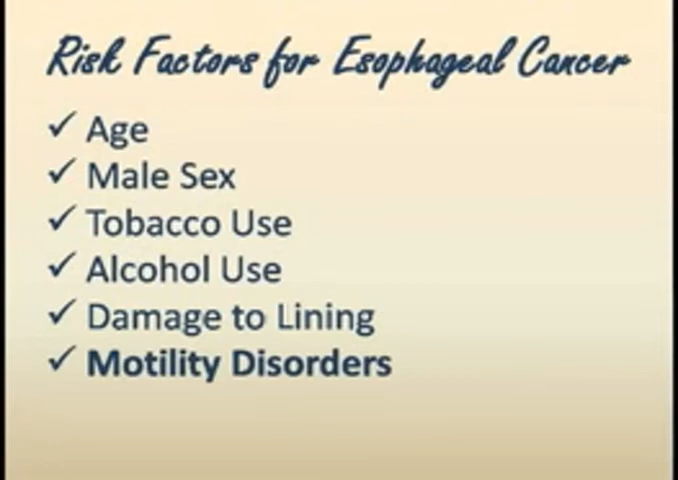 Risk Factors for Esophageal Cancer
✓ Age
✓ Male Sex
✓ Tobacco Use
✓ Alcohol Use
✓ Damage to Lining
✓ Motility Disorders